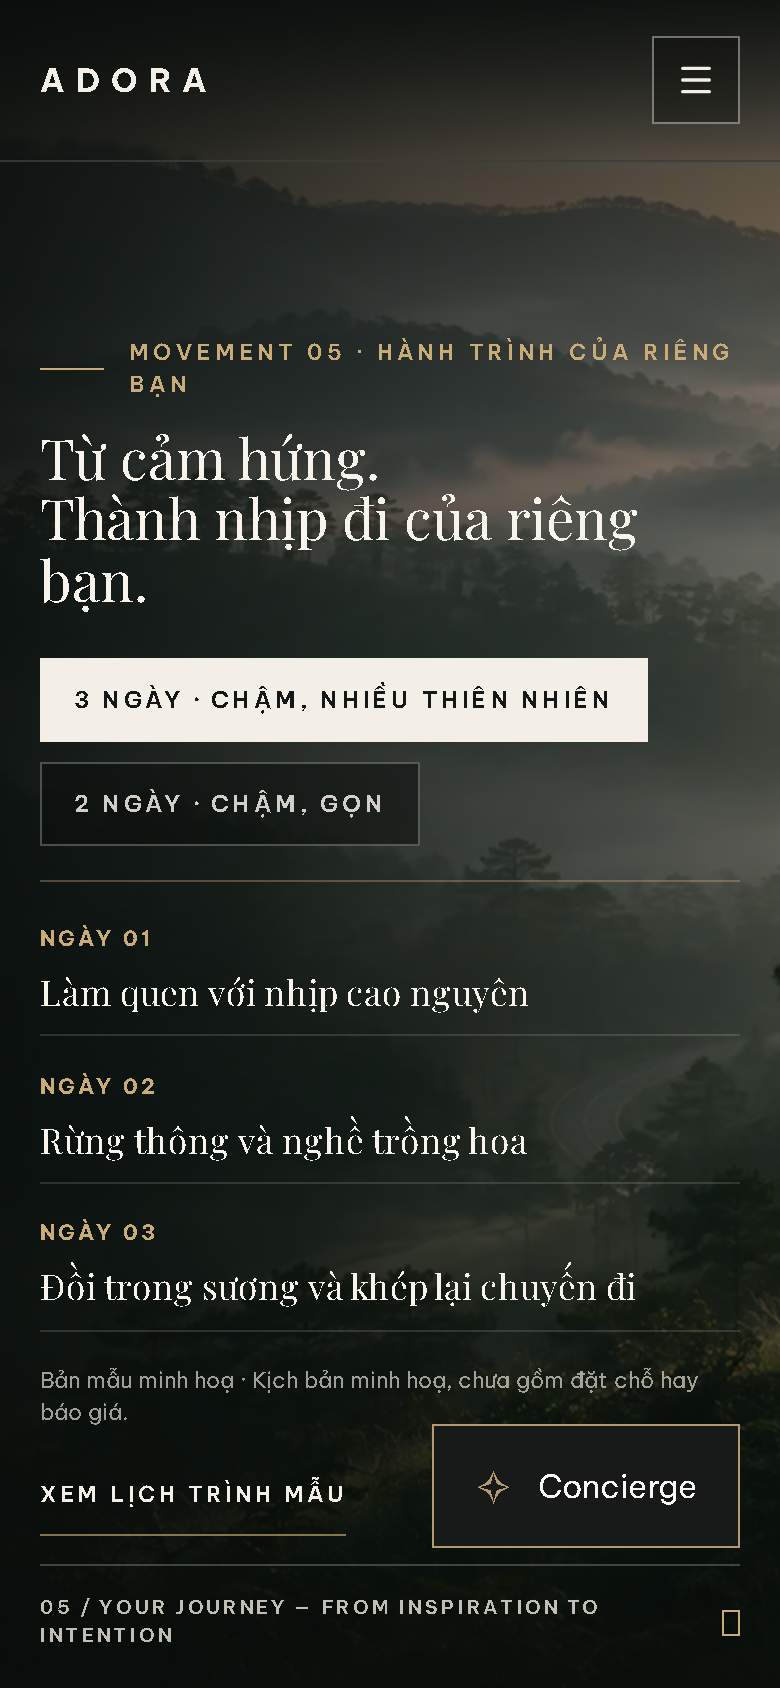 ADORA
MOVEMENT 05 · HÀNH TRÌNH CỦA RIÊNG
BẠN
Từ cảm hứng.
Thành nhịp đi của riêng
bạn.
3 NGÀY · CHẬM, NHIỀU THIÊN NHIÊN
2 NGÀY · CHẬM, GỌN
NGÀY 01
Làm quen với nhịp cao nguyên
NGÀY 02
Rừng thông và nghề trồng hoa
NGÀY 03
Đồi trong sương và khép lại chuyến đi
Bản mẫu minh hoạ · Kịch bản minh hoạ, chưa gồm đặt chỗ hay
báo giá.
XEM LỊCH TRÌNH MẪU
Concierge
05 / YOUR JOURNEY — FROM INSPIRATION TO
INTENTION